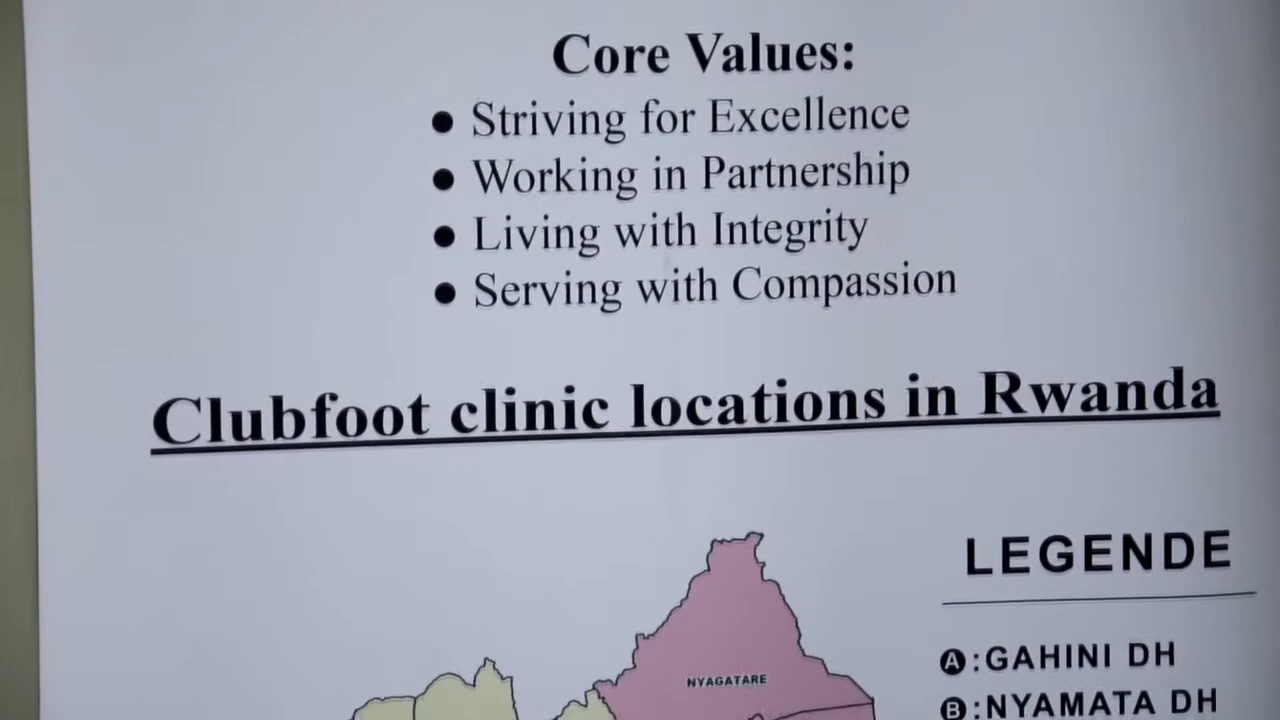 Core Values:
● Striving for Excellence
● Working in Partnership
● Living with Integrity
● Serving with Compassion
Clubfoot clinic locations in Rwanda
LEGENDE
A:GAHINI DH
NYAGATARE
B:NYAMATA DH